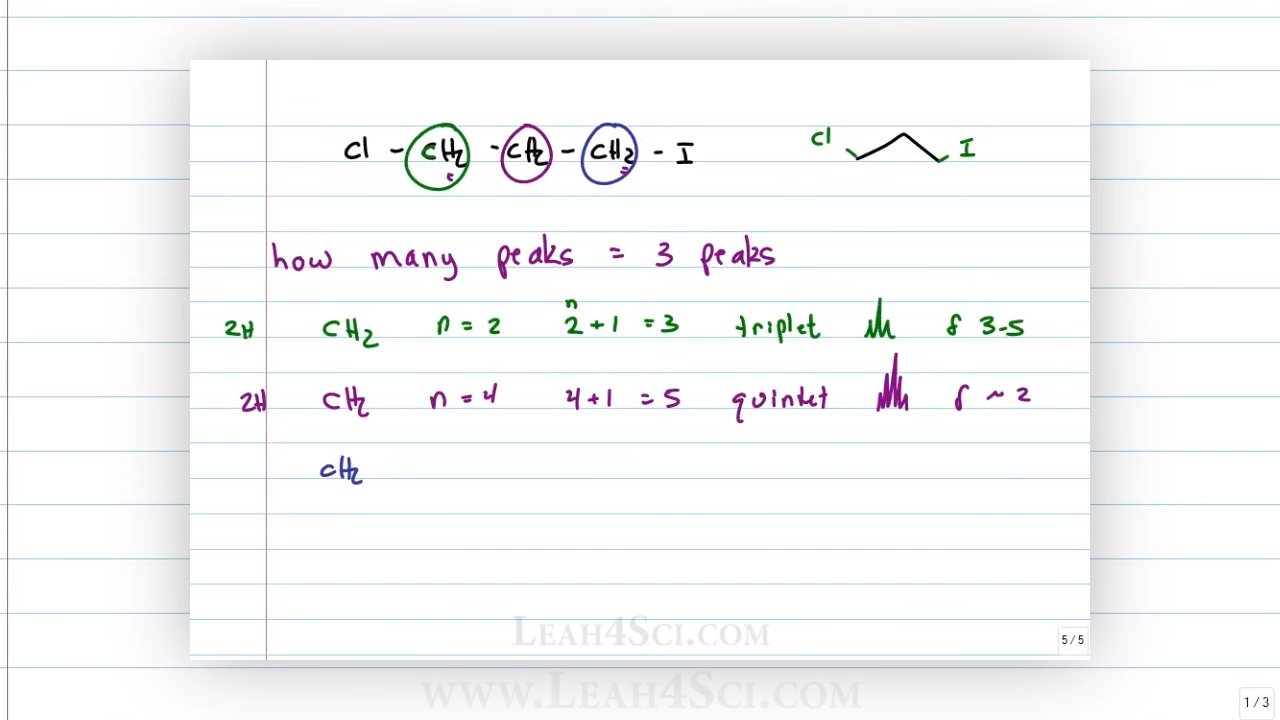 Cl - CH₂ - CH₂ - CH₂ - I
Cl I
how many peaks = 3 peaks
n
2H CH₂ n = 2 2 + 1 = 3 triplet δ 3-5
2H CH₂ n = 4 4 + 1 = 5 quintet δ ~ 2
CH₂
LEAH4SCI.COM
5 / 5
www.LEAH4SCI.COM
1 / 3